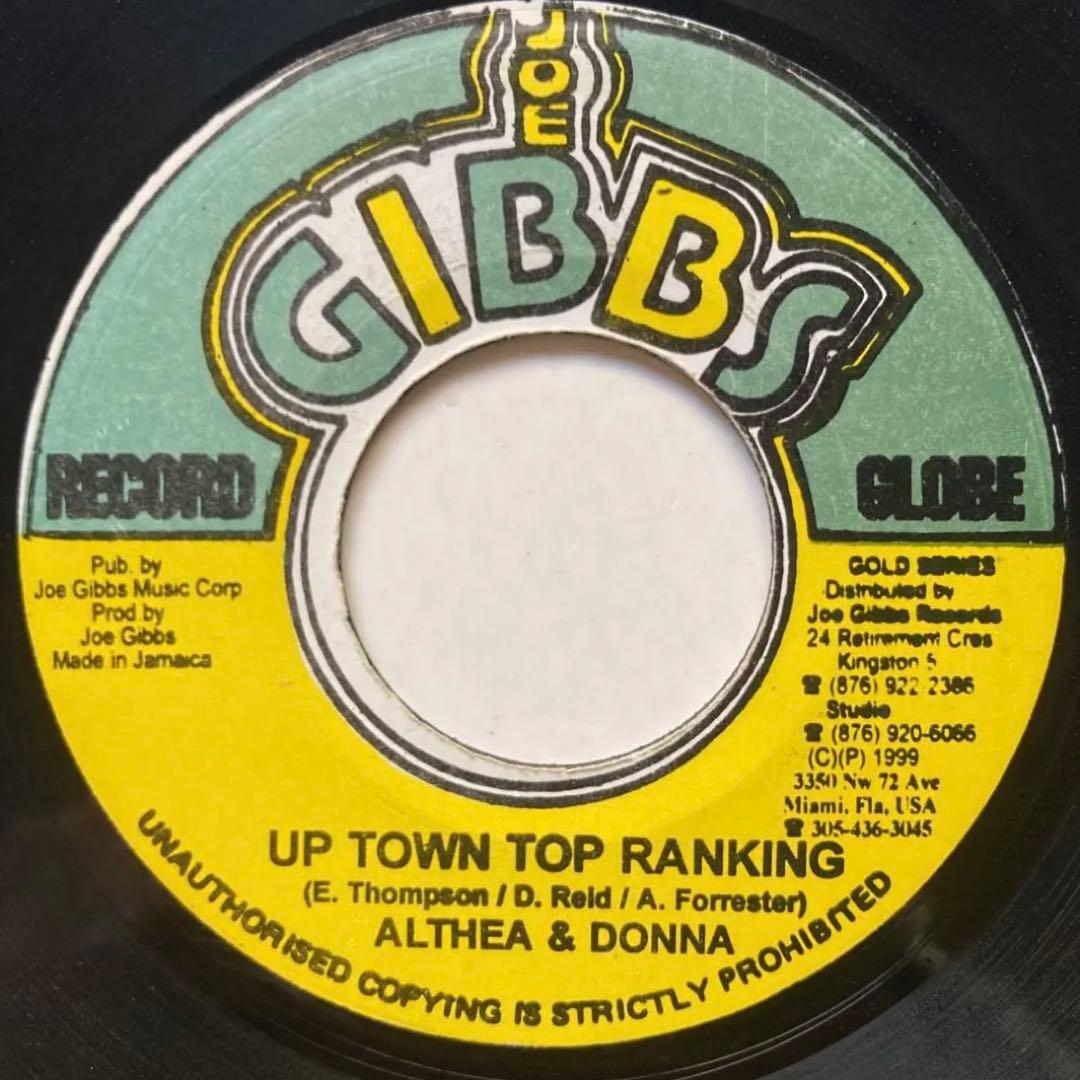 JOE
GIBBS
RECORD
GLOBE
Pub. by
Joe Gibbs Music Corp
Prod by
Joe Gibbs
Made in Jamaica
GOLD SERIES
Distributed by
Joe Gibbs Records
24 Retirement Cres
Kingston 5
☎ (876) 922 2386
Studio
☎ (876) 920-6066
(C)(P) 1999
3350 Nw 72 Ave
Miami, Fla, USA
☎ 305-436-3045
UP TOWN TOP RANKING
(E. Thompson / D. Reid / A. Forrester)
ALTHEA & DONNA
UNAUTHORISED COPYING IS STRICTLY PROHIBITED